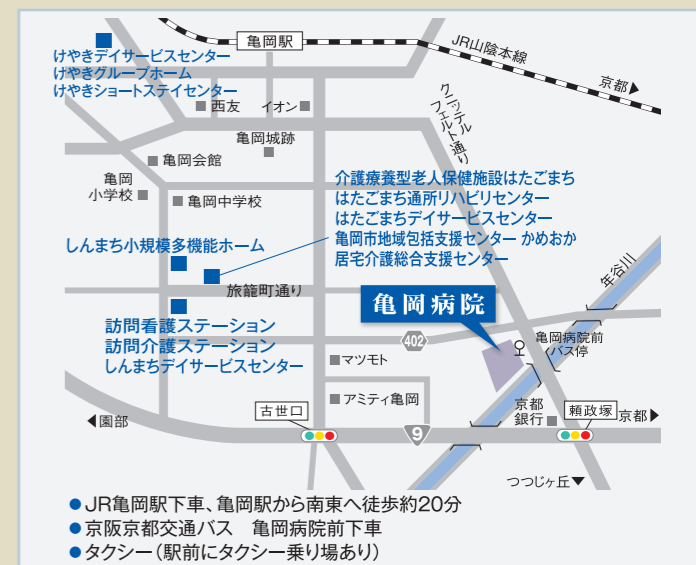 亀岡駅
JR山陰本線
京都▶
けやきデイサービスセンター
けやきグループホーム
けやきショートステイセンター
西友
イオン
クニッテル
フェルト通り
亀岡城跡
亀岡会館
亀岡
小学校
亀岡中学校
介護療養型老人保健施設はたごまち
はたごまち通所リハビリセンター
はたごまちデイサービスセンター
亀岡市地域包括支援センター かめおか
居宅介護総合支援センター
しんまち小規模多機能ホーム
旅籠町通り
年谷川
亀岡病院
訪問看護ステーション
訪問介護ステーション
しんまちデイサービスセンター
402
亀岡病院前
バス停
マツモト
アミティ亀岡
京都
銀行
古世口
頼政塚
◀園部
9
京都▶
つつじヶ丘▼
●JR亀岡駅下車、亀岡駅から南東へ徒歩約20分
●京阪京都交通バス 亀岡病院前下車
●タクシー(駅前にタクシー乗り場あり)